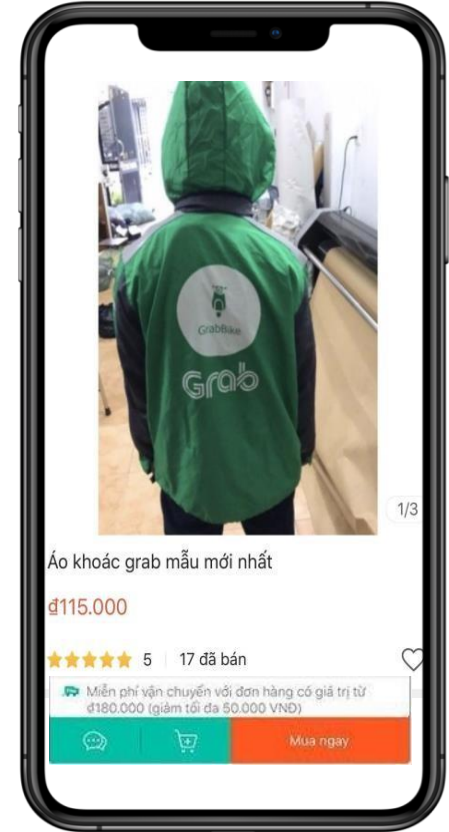 GrabBike
Grab
1/3
Áo khoác grab mẫu mới nhất
₫115.000
5
17 đã bán
Miễn phí vận chuyển với đơn hàng có giá trị từ
₫180.000 (giảm tối đa 50.000 VNĐ)
Mua ngay